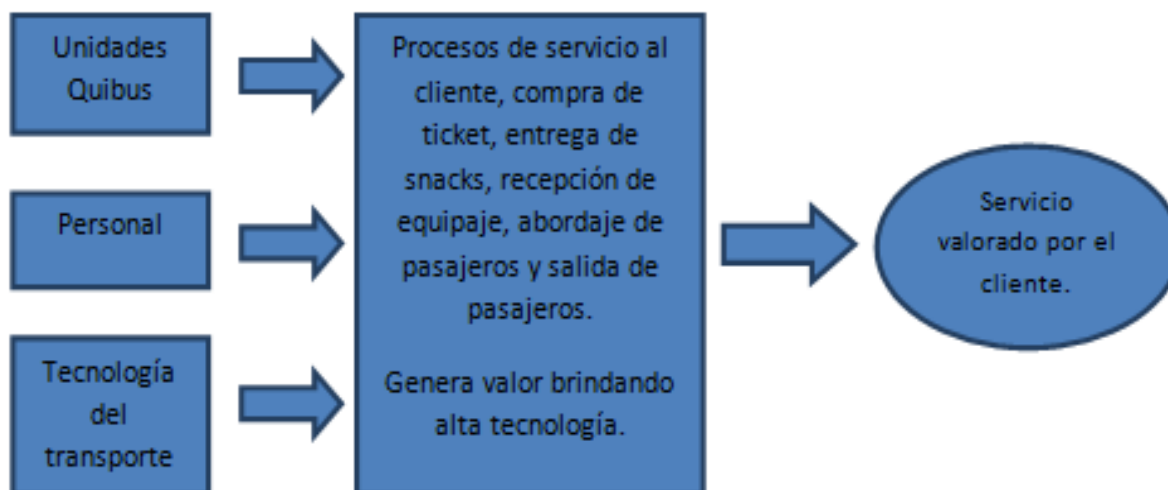 Unidades
Quibus
Personal
Tecnología
del
transporte
Procesos de servicio al
cliente, compra de
ticket, entrega de
snacks, recepción de
equipaje, abordaje de
pasajeros y salida de
pasajeros.
Genera valor brindando
alta tecnología.
Servicio
valorado por el
cliente.